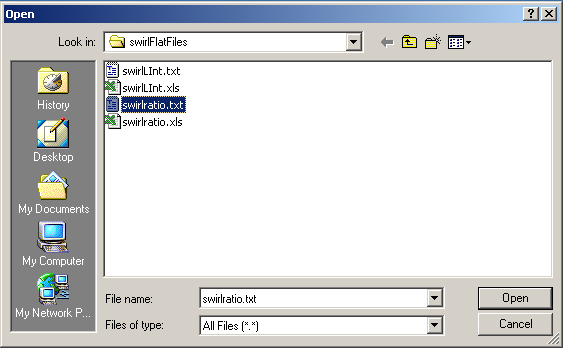 Open
Look in: swirlFlatFiles
History
Desktop
My Documents
My Computer
My Network P...
swirlLInt.txt
swirlLInt.xls
swirlratio.txt
swirlratio.xls
File name: swirlratio.txt
Open
Files of type: All Files (*.*)
Cancel